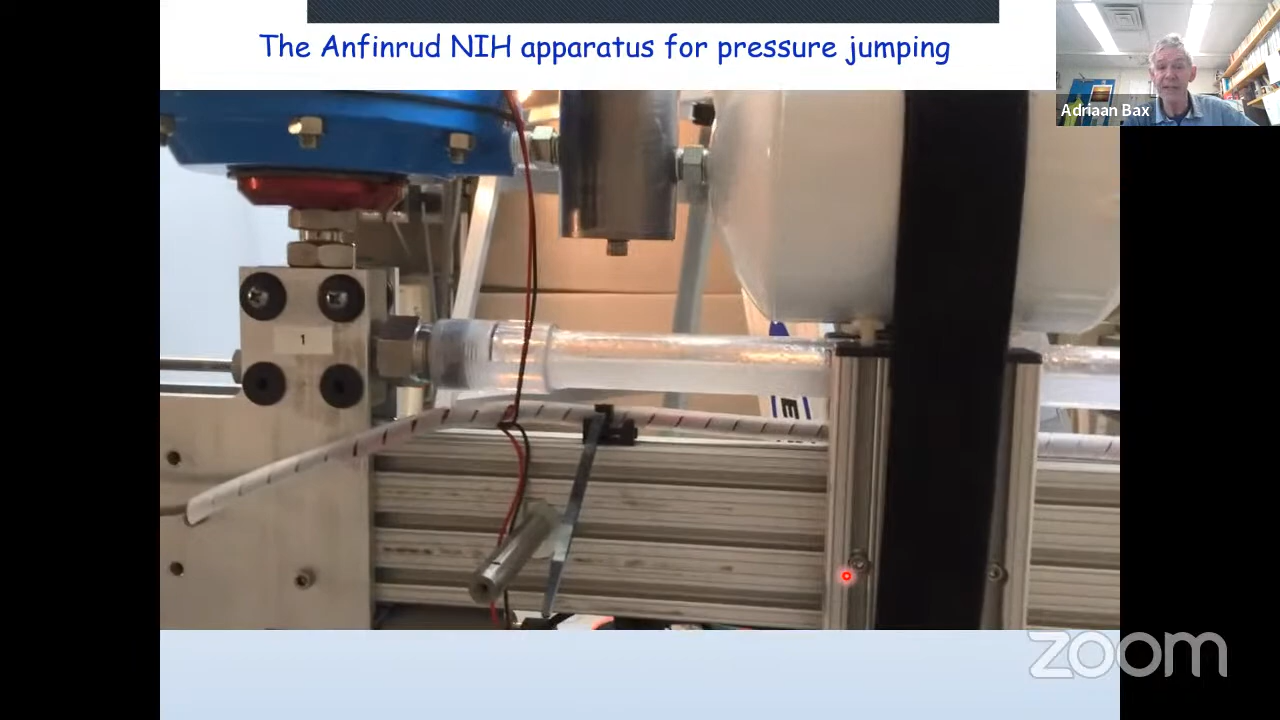 The Anfinrud NIH apparatus for pressure jumping
Adriaan Bax
1
E
zoom